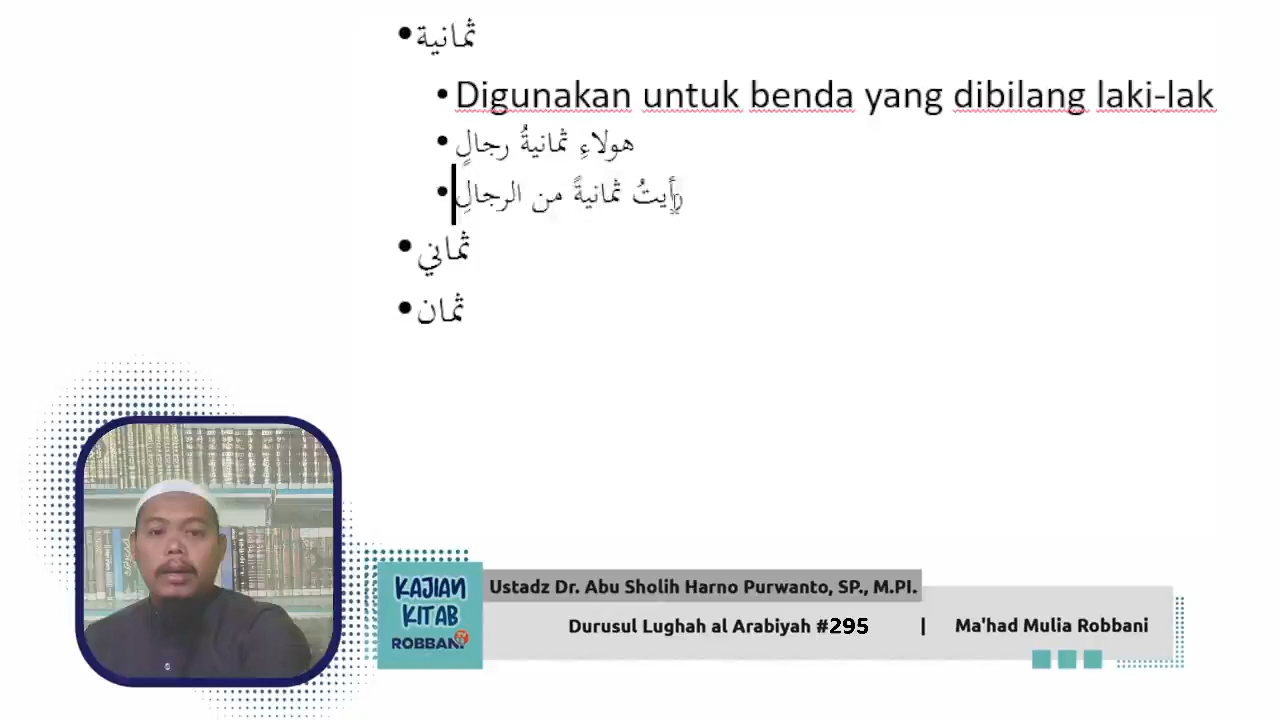 ثمانية
Digunakan untuk benda yang dibilang laki-lak
هولاءِ ثمانيةُ رجالٍ
رأيتُ ثمانيةً من الرجالِ
ثماني
ثمان
KAJIAN
KITAB
ROBBANI
Ustadz Dr. Abu Sholih Harno Purwanto, SP., M.PI.
Durusul Lughah al Arabiyah #295 | Ma'had Mulia Robbani